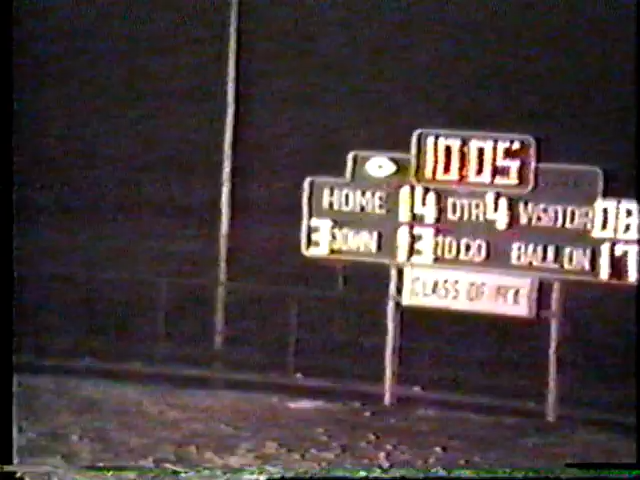 10:05
HOME 14 QTR 4 VISITOR 08
3 DOWN 13 TO GO BALL ON 17
CLASS OF